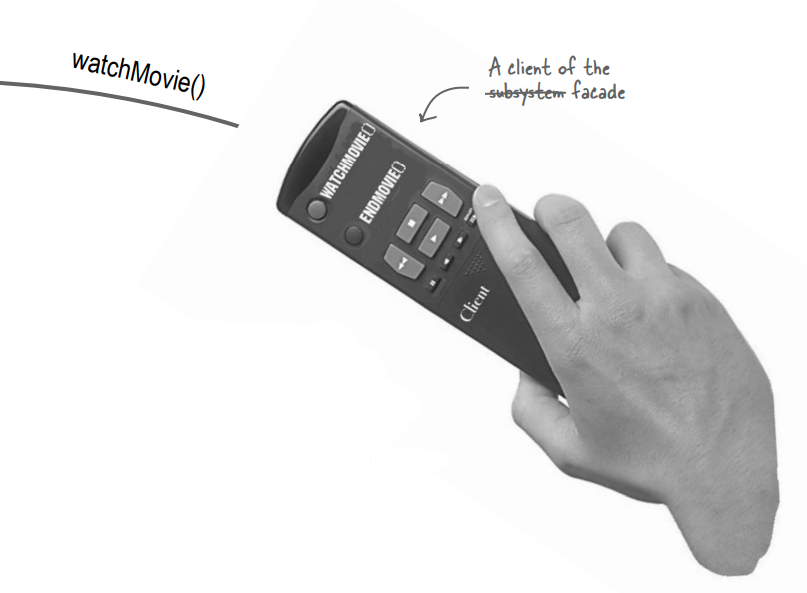 watchMovie()
A client of the
subsystem facade
WATCHMOVIE()
ENDMOVIE()
Client